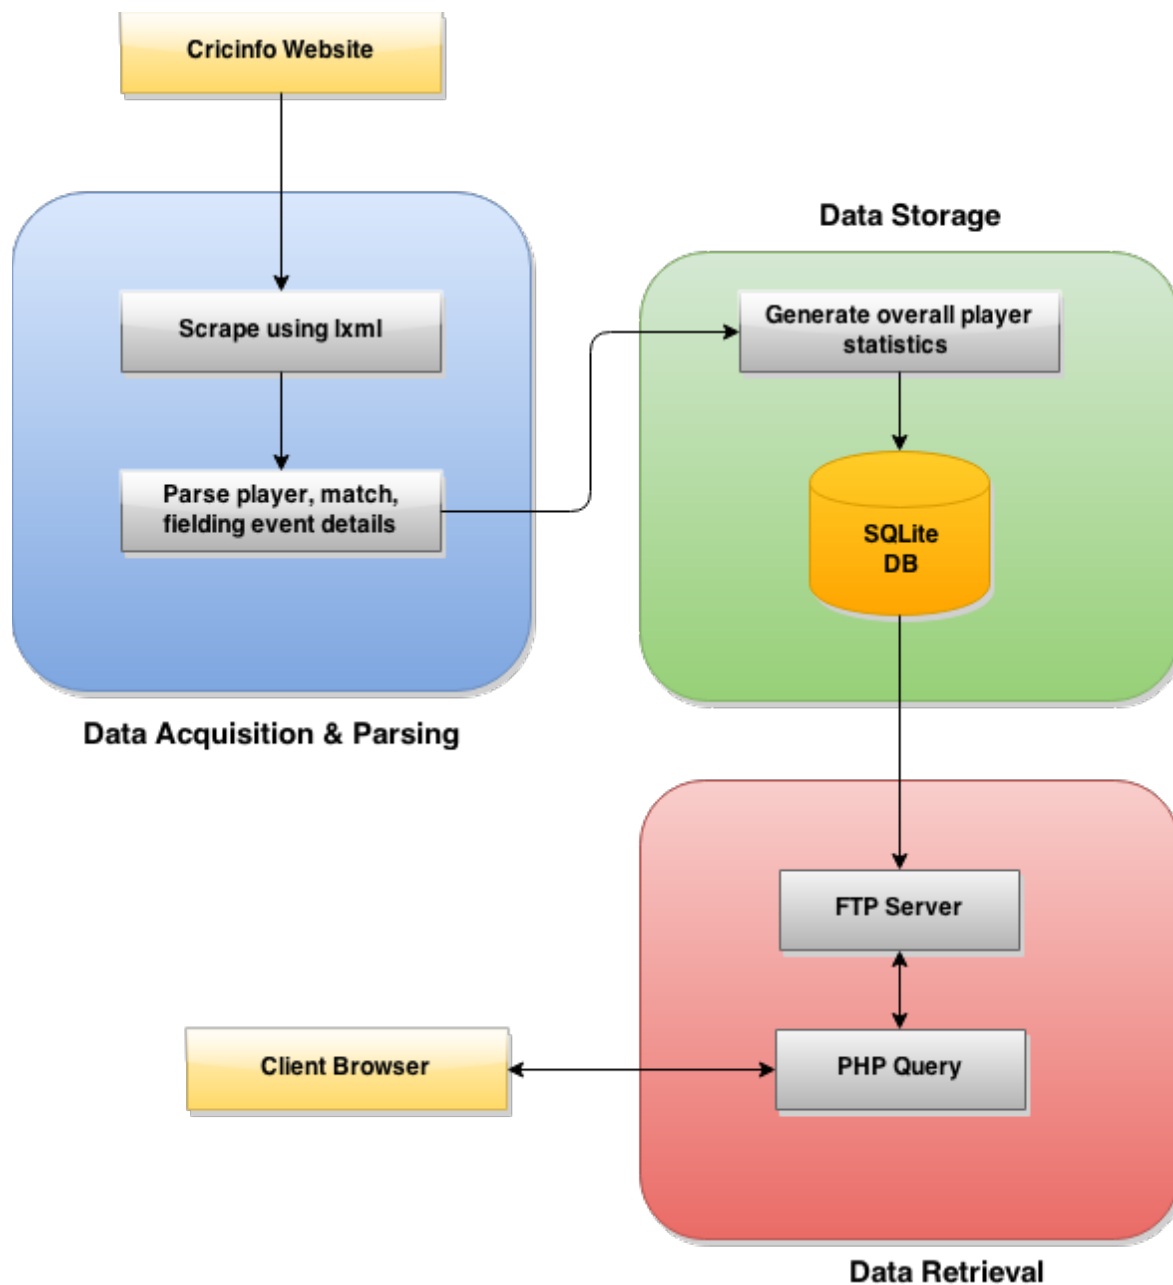 Cricinfo Website
Scrape using lxml
Parse player, match,
fielding event details
Data Acquisition & Parsing
Data Storage
Generate overall player
statistics
SQLite
DB
FTP Server
PHP Query
Client Browser
Data Retrieval